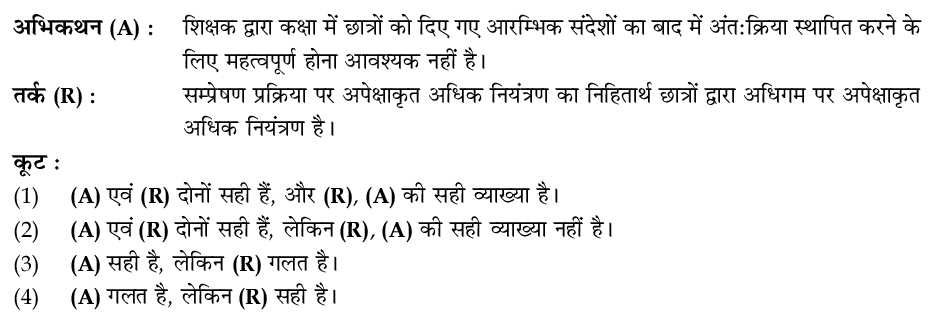 अभिकथन (A) : शिक्षक द्वारा कक्षा में छात्रों को दिए गए आरम्भिक संदेशों का बाद में अंत:क्रिया स्थापित करने के
लिए महत्वपूर्ण होना आवश्यक नहीं है।
तर्क (R) : सम्प्रेषण प्रक्रिया पर अपेक्षाकृत अधिक नियंत्रण का निहितार्थ छात्रों द्वारा अधिगम पर अपेक्षाकृत
अधिक नियंत्रण है।
कूट :
(1) (A) एवं (R) दोनों सही हैं, और (R), (A) की सही व्याख्या है।
(2) (A) एवं (R) दोनों सही हैं, लेकिन (R), (A) की सही व्याख्या नहीं है।
(3) (A) सही है, लेकिन (R) गलत है।
(4) (A) गलत है, लेकिन (R) सही है।